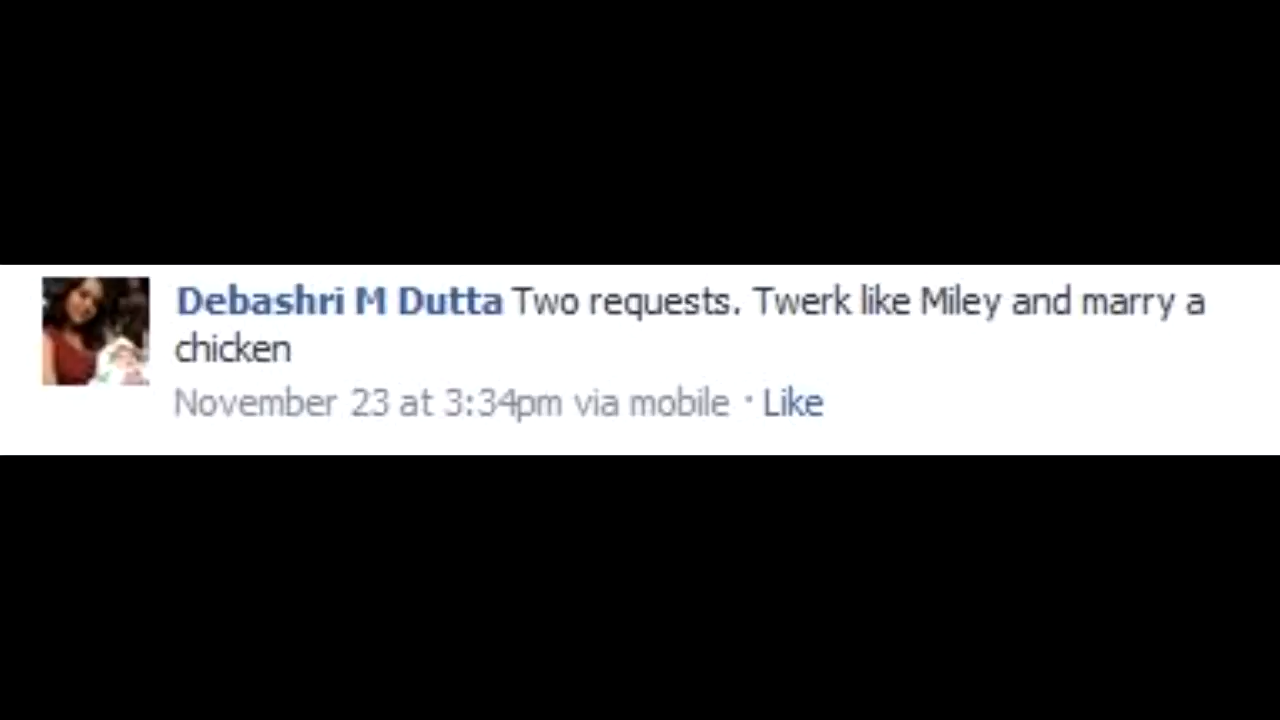 Debashri M Dutta Two requests. Twerk like Miley and marry a
chicken
November 23 at 3:34pm via mobile · Like